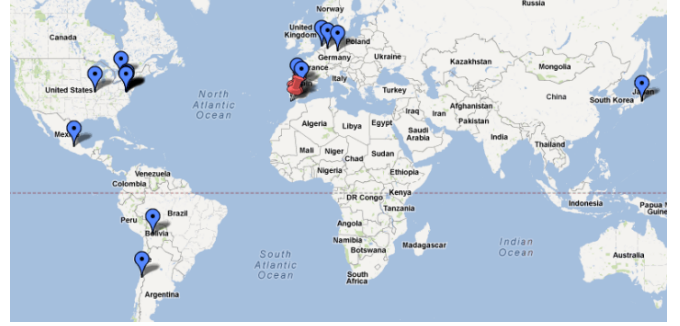 Norway
Russia
Canada
United
Kingdom
Poland
Germany
Ukraine
France
Kazakhstan
Mongolia
Italy
United States
North
Atlantic
Ocean
Turkey
China
South Korea
Japan
Afghanistan
Iraq
Iran
Pakistan
Algeria
Libya
Egypt
Saudi
Arabia
India
Mexico
Mali
Niger
Chad
Sudan
Thailand
Venezuela
Nigeria
Ethiopia
Colombia
DR Congo
Kenya
Indonesia
Papua N
Guine
Tanzania
Peru
Brazil
Angola
Bolivia
Namibia
Botswana
Madagascar
South
Atlantic
Ocean
Indian
Ocean
Australia
South
Africa
Argentina